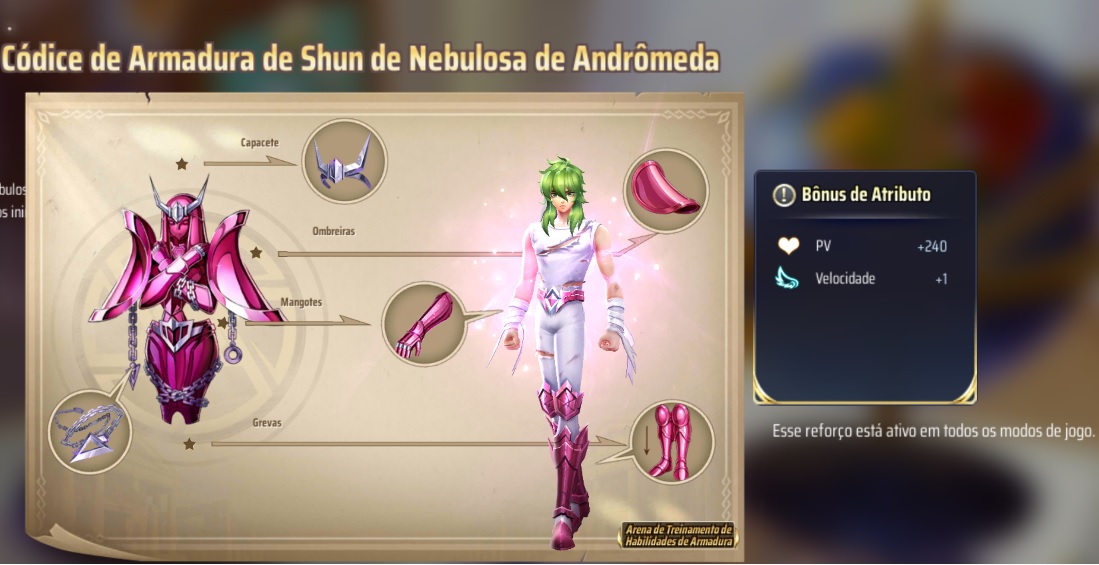 Códice de Armadura de Shun de Nebulosa de Andrômeda
Capacete
Ombreiras
Mangotes
Grevas
Arena de Treinamento de
Habilidades de Armadura
Bônus de Atributo
PV +240
Velocidade +1
Esse reforço está ativo em todos os modos de jogo.